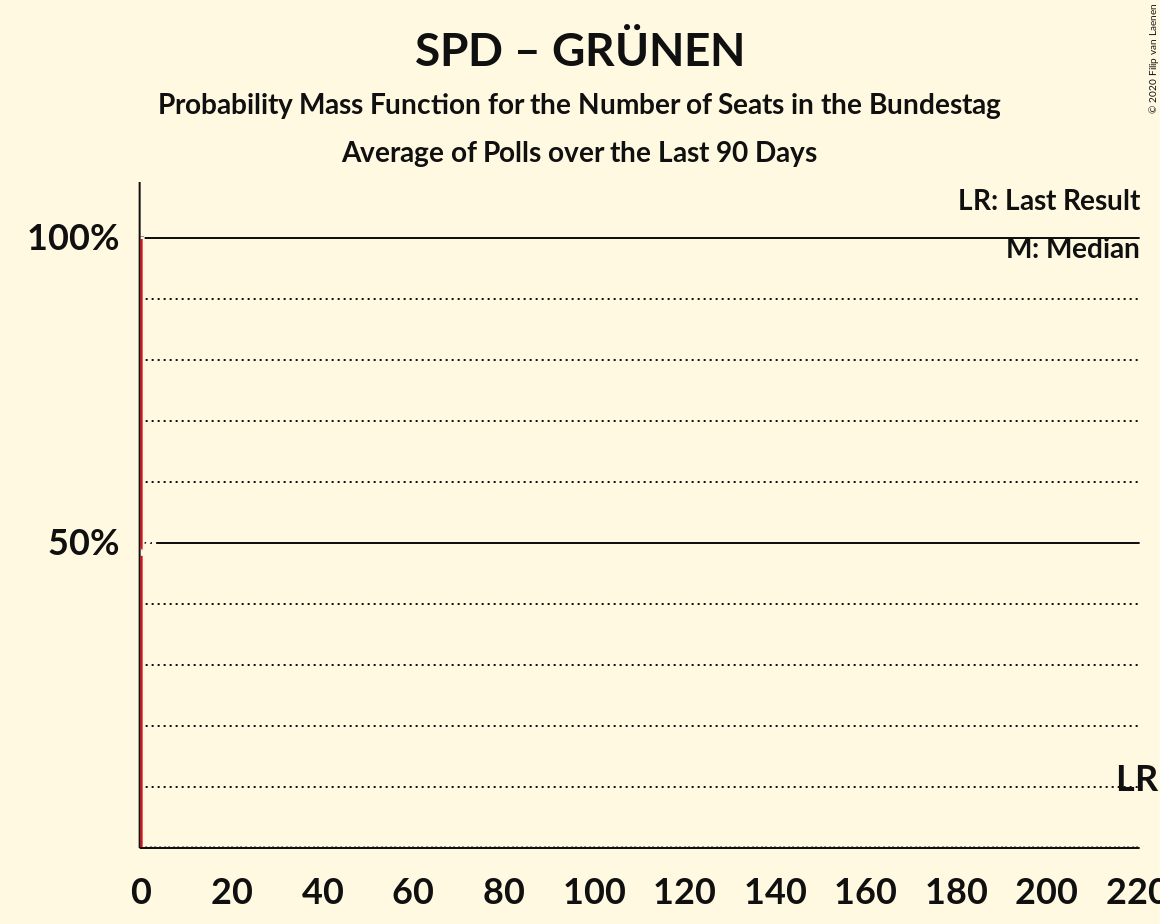 SPD – GRÜNEN
Probability Mass Function for the Number of Seats in the Bundestag
Average of Polls over the Last 90 Days
© 2020 Filip van Laenen
LR: Last Result
M: Median
100%
50%
LR
0 20 40 60 80 100 120 140 160 180 200 220